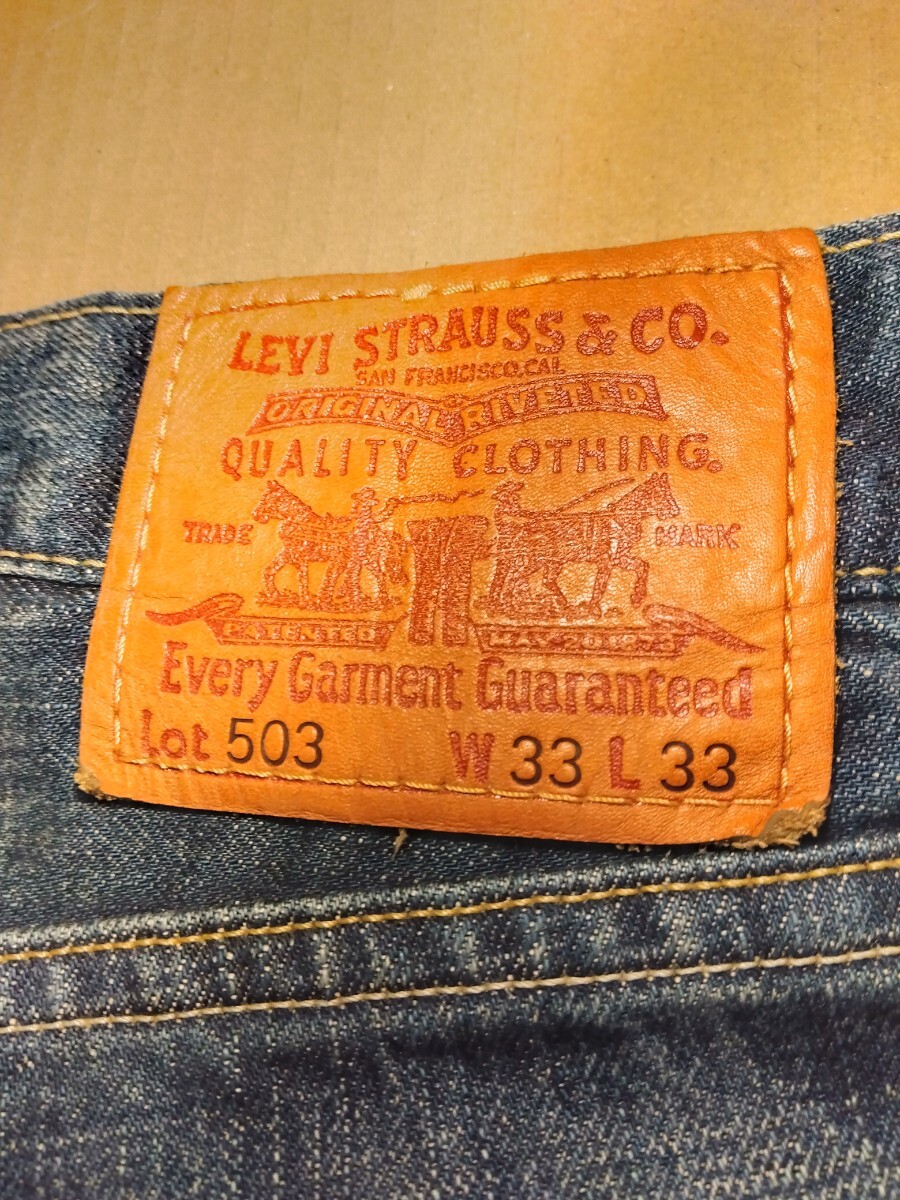 LEVI STRAUSS & CO.
SAN FRANCISCO, CAL
ORIGINAL RIVETED
QUALITY CLOTHING.
TRADE MARK
PATENTED MAY 20 1873
Every Garment Guaranteed
Lot 503 W 33 L 33